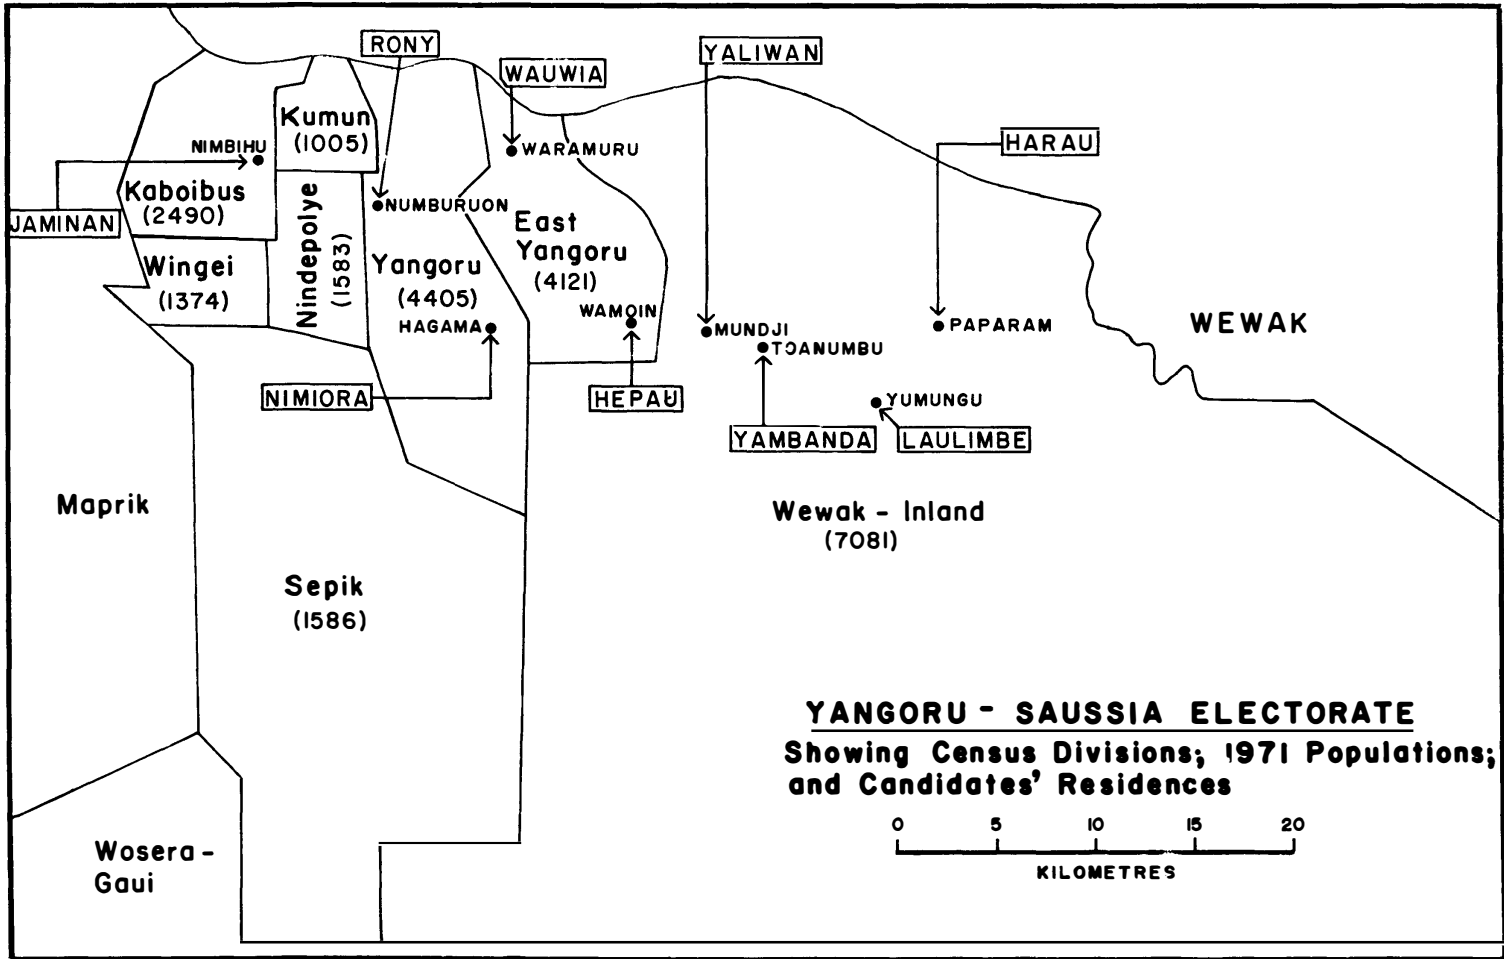 RONY
WAUWIA
YALIWAN
HARAU
Kumun
(1005)
NIMBIHU
WARAMURU
JAMINAN
Kaboibus
(2490)
NUMBURUON
East
Yangoru
(4121)
Nindepolye
(1583)
Wingei
(1374)
Yangoru
(4405)
HAGAMA
WAMOIN
MUNDJI
TOANUMBU
PAPARAM
WEWAK
NIMIORA
HEPAU
YUMUNGU
YAMBANDA
LAULIMBE
Maprik
Wewak - Inland
(7081)
Sepik
(1586)
YANGORU - SAUSSIA ELECTORATE
Showing Census Divisions; 1971 Populations;
and Candidates' Residences
0 5 10 15 20
KILOMETRES
Wosera -
Gaui